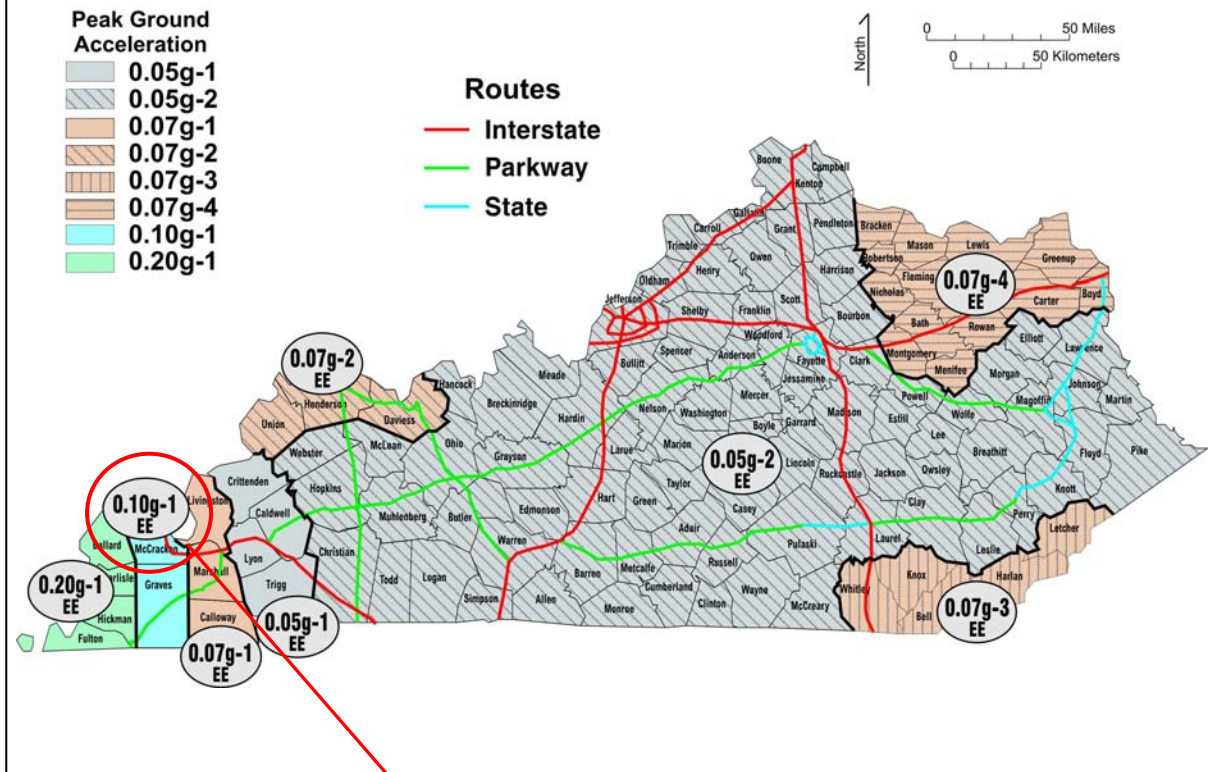 Peak Ground
Acceleration
0.05g-1
0.05g-2
0.07g-1
0.07g-2
0.07g-3
0.07g-4
0.10g-1
0.20g-1
Routes
Interstate
Parkway
State
North
0 50 Miles
0 50 Kilometers
Boone
Campbell
Kenton
Gallatin
Grant
Pendleton
Bracken
Carroll
Trimble
Owen
Henry
Harrison
Robertson
Mason
Lewis
Greenup
Fleming
Nicholas
0.07g-4
EE
Carter
Boyd
Oldham
Jefferson
Shelby
Franklin
Scott
Bourbon
Bath
Rowan
Elliott
Lawrence
Woodford
Montgomery
Menifee
Bullitt
Spencer
Anderson
Fayette
Clark
Morgan
Johnson
Martin
Magoffin
0.07g-2
EE
Hancock
Meade
Breckinridge
Hardin
Nelson
Washington
Mercer
Jessamine
Madison
Powell
Estill
Wolfe
Henderson
Union
Daviess
Boyle
Garrard
Lee
Floyd
Pike
Webster
McLean
Ohio
Grayson
Larue
Marion
0.05g-2
EE
Lincoln
Rockcastle
Jackson
Owsley
Breathitt
Knott
Crittenden
Hopkins
Taylor
Casey
Clay
Perry
0.10g-1
EE
Livingston
Caldwell
Muhlenberg
Butler
Edmonson
Hart
Green
Adair
Pulaski
Laurel
Leslie
Letcher
Ballard
McCracken
Lyon
Christian
Warren
Metcalfe
Russell
Harlan
0.20g-1
EE
Carlisle
Graves
Marshall
Trigg
Todd
Logan
Simpson
Allen
Barren
Monroe
Cumberland
Clinton
Wayne
McCreary
Whitley
Knox
Bell
0.07g-3
EE
Hickman
Fulton
Calloway
0.07g-1
EE
0.05g-1
EE